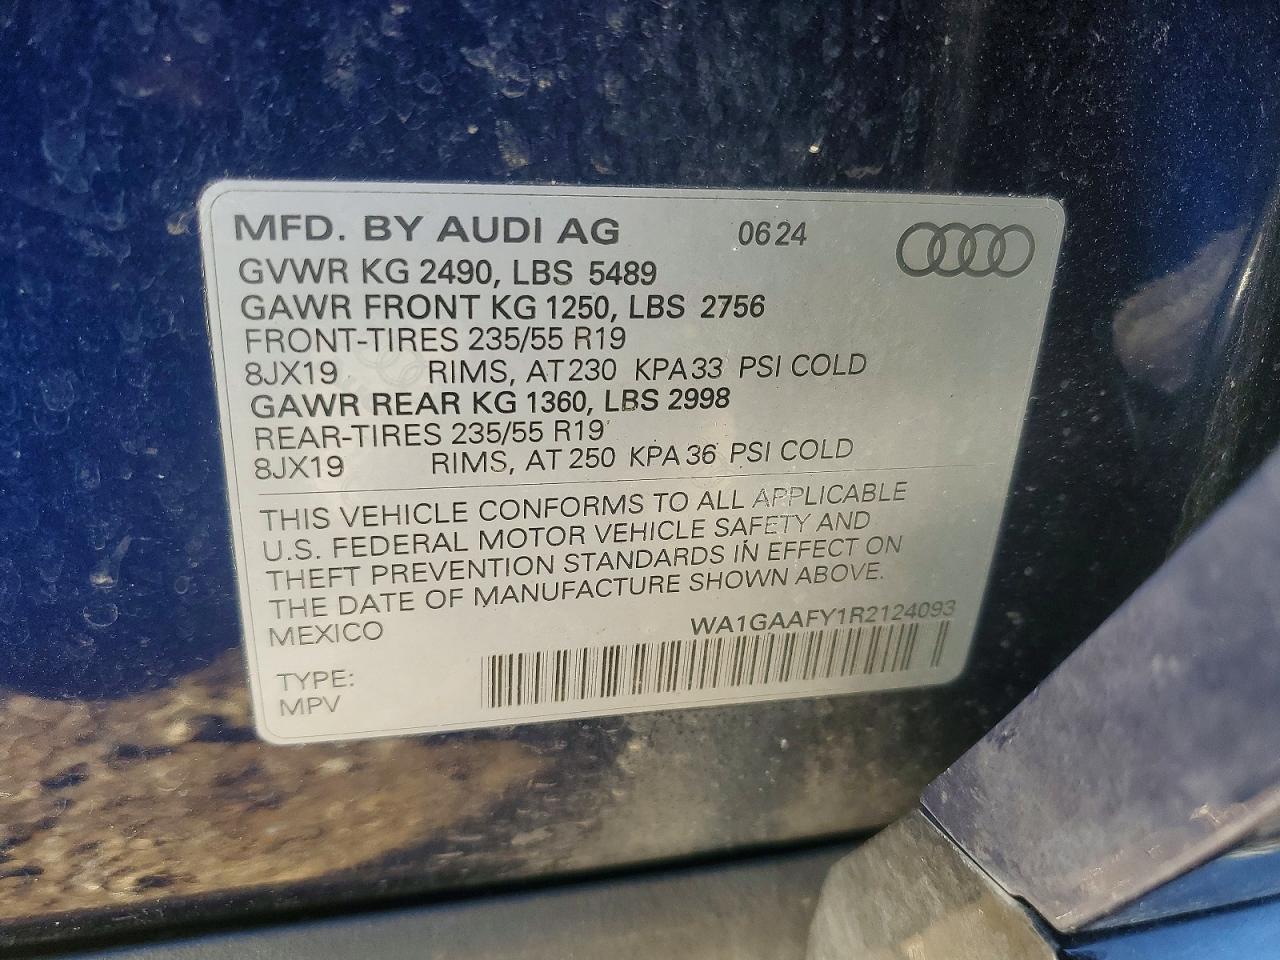 MFD. BY AUDI AG 0624
GVWR KG 2490, LBS 5489
GAWR FRONT KG 1250, LBS 2756
FRONT-TIRES 235/55 R19
8JX19 RIMS, AT 230 KPA 33 PSI COLD
GAWR REAR KG 1360, LBS 2998
REAR-TIRES 235/55 R19
8JX19 RIMS, AT 250 KPA 36 PSI COLD
THIS VEHICLE CONFORMS TO ALL APPLICABLE
U.S. FEDERAL MOTOR VEHICLE SAFETY AND
THEFT PREVENTION STANDARDS IN EFFECT ON
THE DATE OF MANUFACTURE SHOWN ABOVE.
MEXICO WA1GAAFY1R2124093
TYPE:
MPV